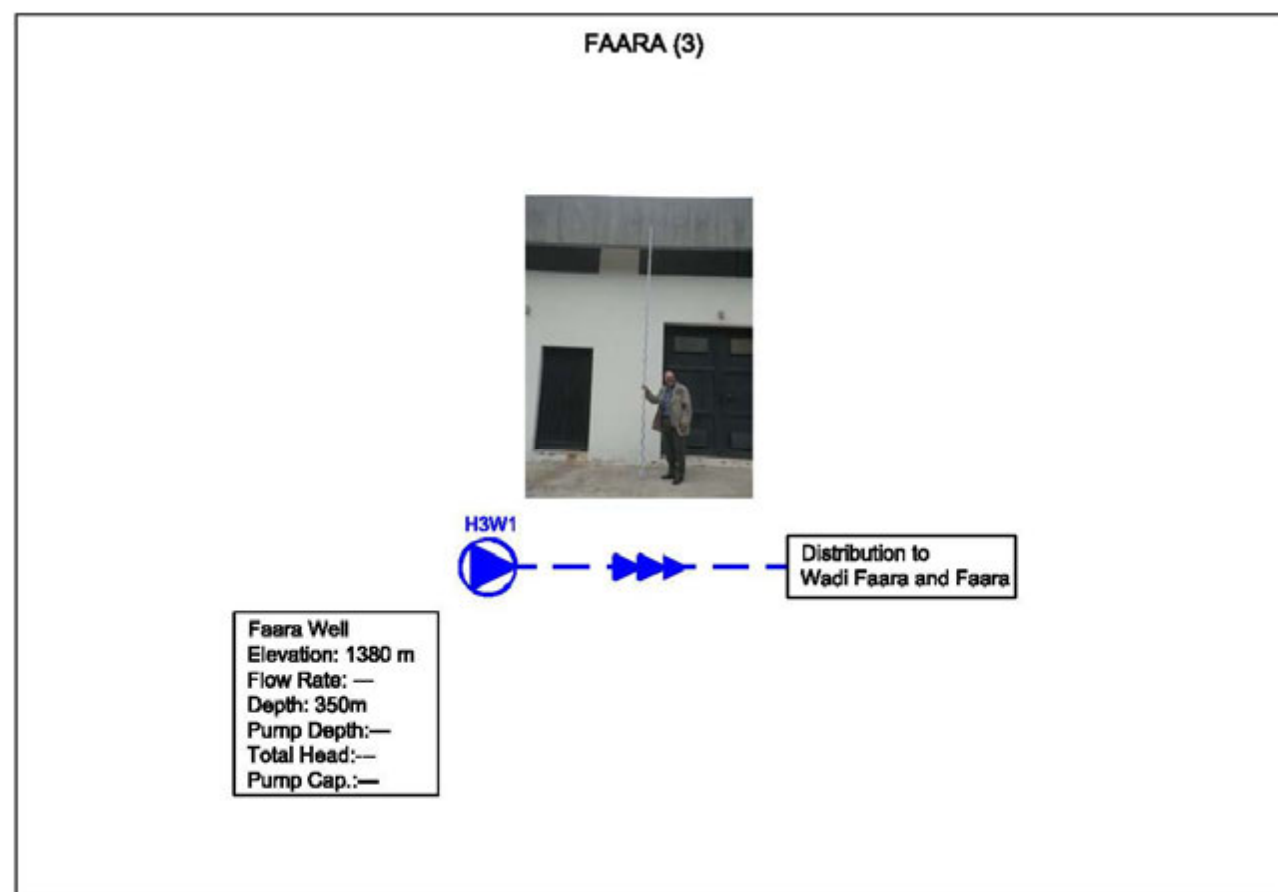 FAARA (3)
H3W1
Distribution to
Wadi Faara and Faara
Faara Well
Elevation: 1380 m
Flow Rate: —
Depth: 350m
Pump Depth:—
Total Head:—
Pump Cap.:—